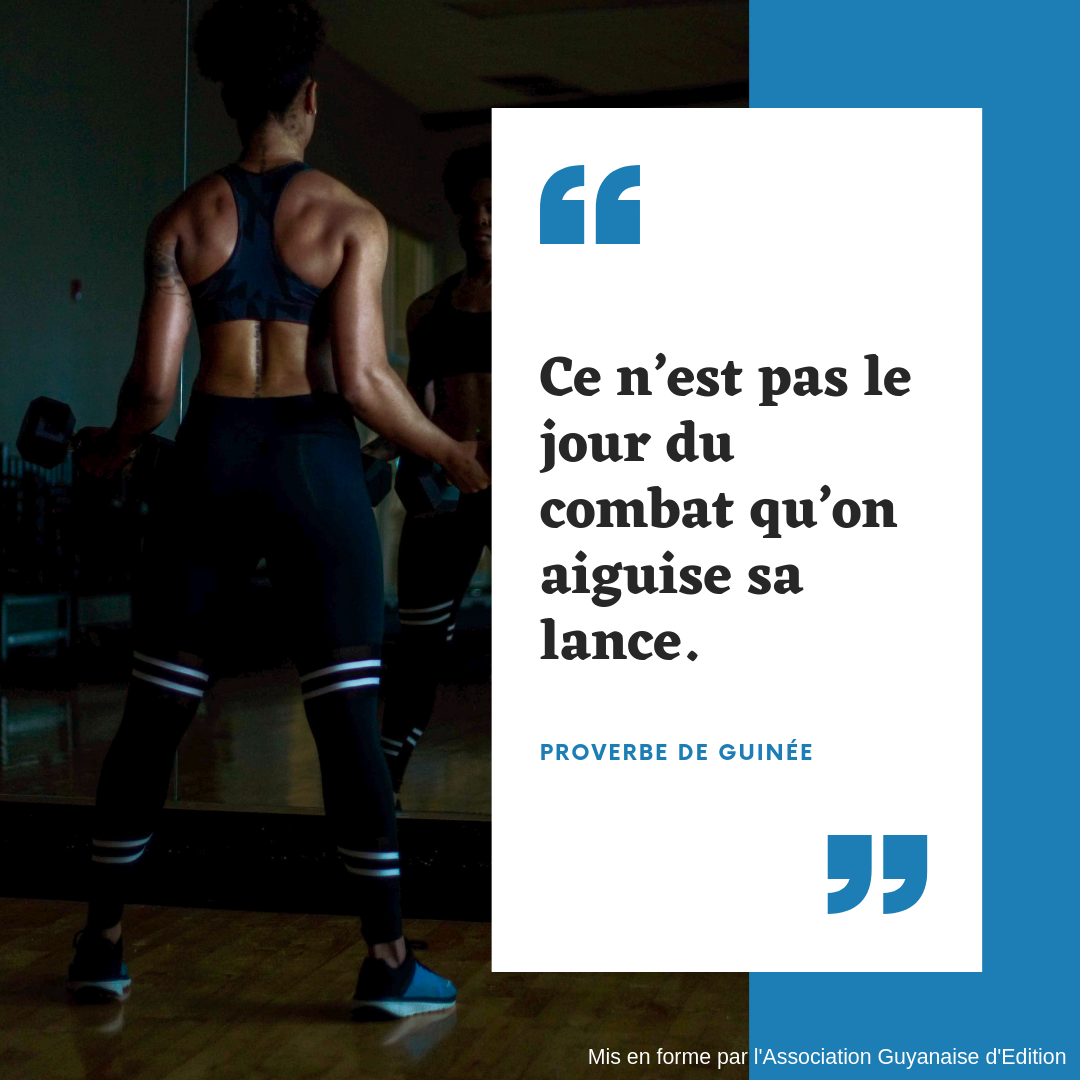 “
Ce n’est pas le
jour du
combat qu’on
aiguise sa
lance.
PROVERBE DE GUINÉE
”
Mis en forme par l'Association Guyanaise d'Edition